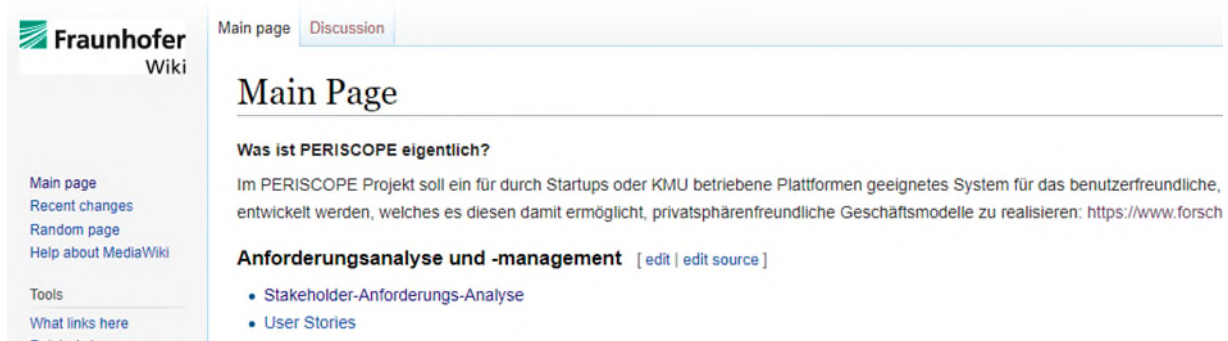 Fraunhofer
Wiki
Main page
Recent changes
Random page
Help about MediaWiki
Tools
What links here
Main page Discussion
Main Page
Was ist PERISCOPE eigentlich?
Im PERISCOPE Projekt soll ein für durch Startups oder KMU betriebene Plattformen geeignetes System für das benutzerfreundliche,
entwickelt werden, welches es diesen damit ermöglicht, privatsphärenfreundliche Geschäftsmodelle zu realisieren: https://www.forsch
Anforderungsanalyse und -management [ edit | edit source ]
• Stakeholder-Anforderungs-Analyse
• User Stories